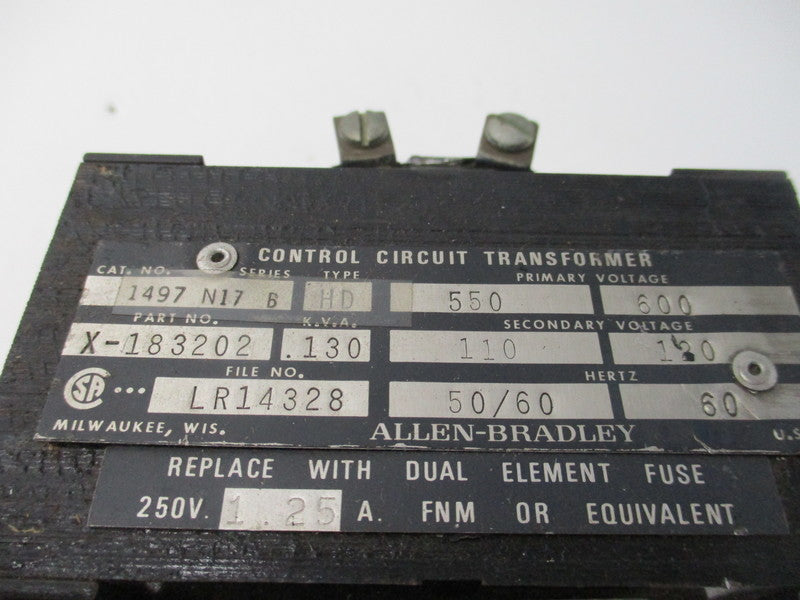 CONTROL CIRCUIT TRANSFORMER
CAT. NO. SERIES TYPE PRIMARY VOLTAGE
1497 N17 B HD 550 600
PART NO. K.V.A. SECONDARY VOLTAGE
X-183202 .130 110 120
FILE NO. HERTZ
SA ... LR14328 50/60 60
MILWAUKEE, WIS. ALLEN-BRADLEY U.S
REPLACE WITH DUAL ELEMENT FUSE
250V. 1.25 A. FNM OR EQUIVALENT